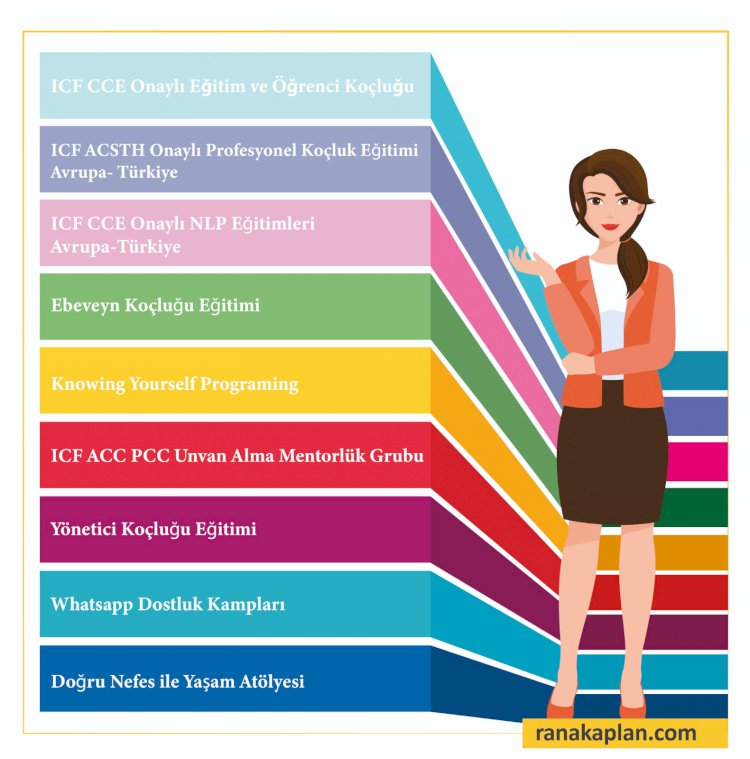 ICF CCE Onaylı Eğitim ve Öğrenci Koçluğu
ICF ACSTH Onaylı Profesyonel Koçluk Eğitimi
Avrupa- Türkiye
ICF CCE Onaylı NLP Eğitimleri
Avrupa-Türkiye
Ebeveyn Koçluğu Eğitimi
Knowing Yourself Programing
ICF ACC PCC Unvan Alma Mentorlük Grubu
Yönetici Koçluğu Eğitimi
Whatsapp Dostluk Kampları
Doğru Nefes ile Yaşam Atölyesi
ranakaplan.com